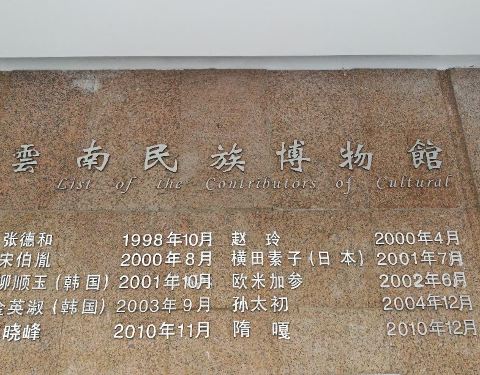 雲南民族博物館
List of the Contributors of Cultural
张德和 1998年10月 赵玲 2000年4月
宋伯胤 2000年8月 横田素子(日本) 2001年7月
柳顺玉(韩国) 2001年10月 欧米加参 2002年6月
金英淑(韩国) 2003年9月 孙太初 2004年12月
晓峰 2010年11月 隋嘎 2010年12月